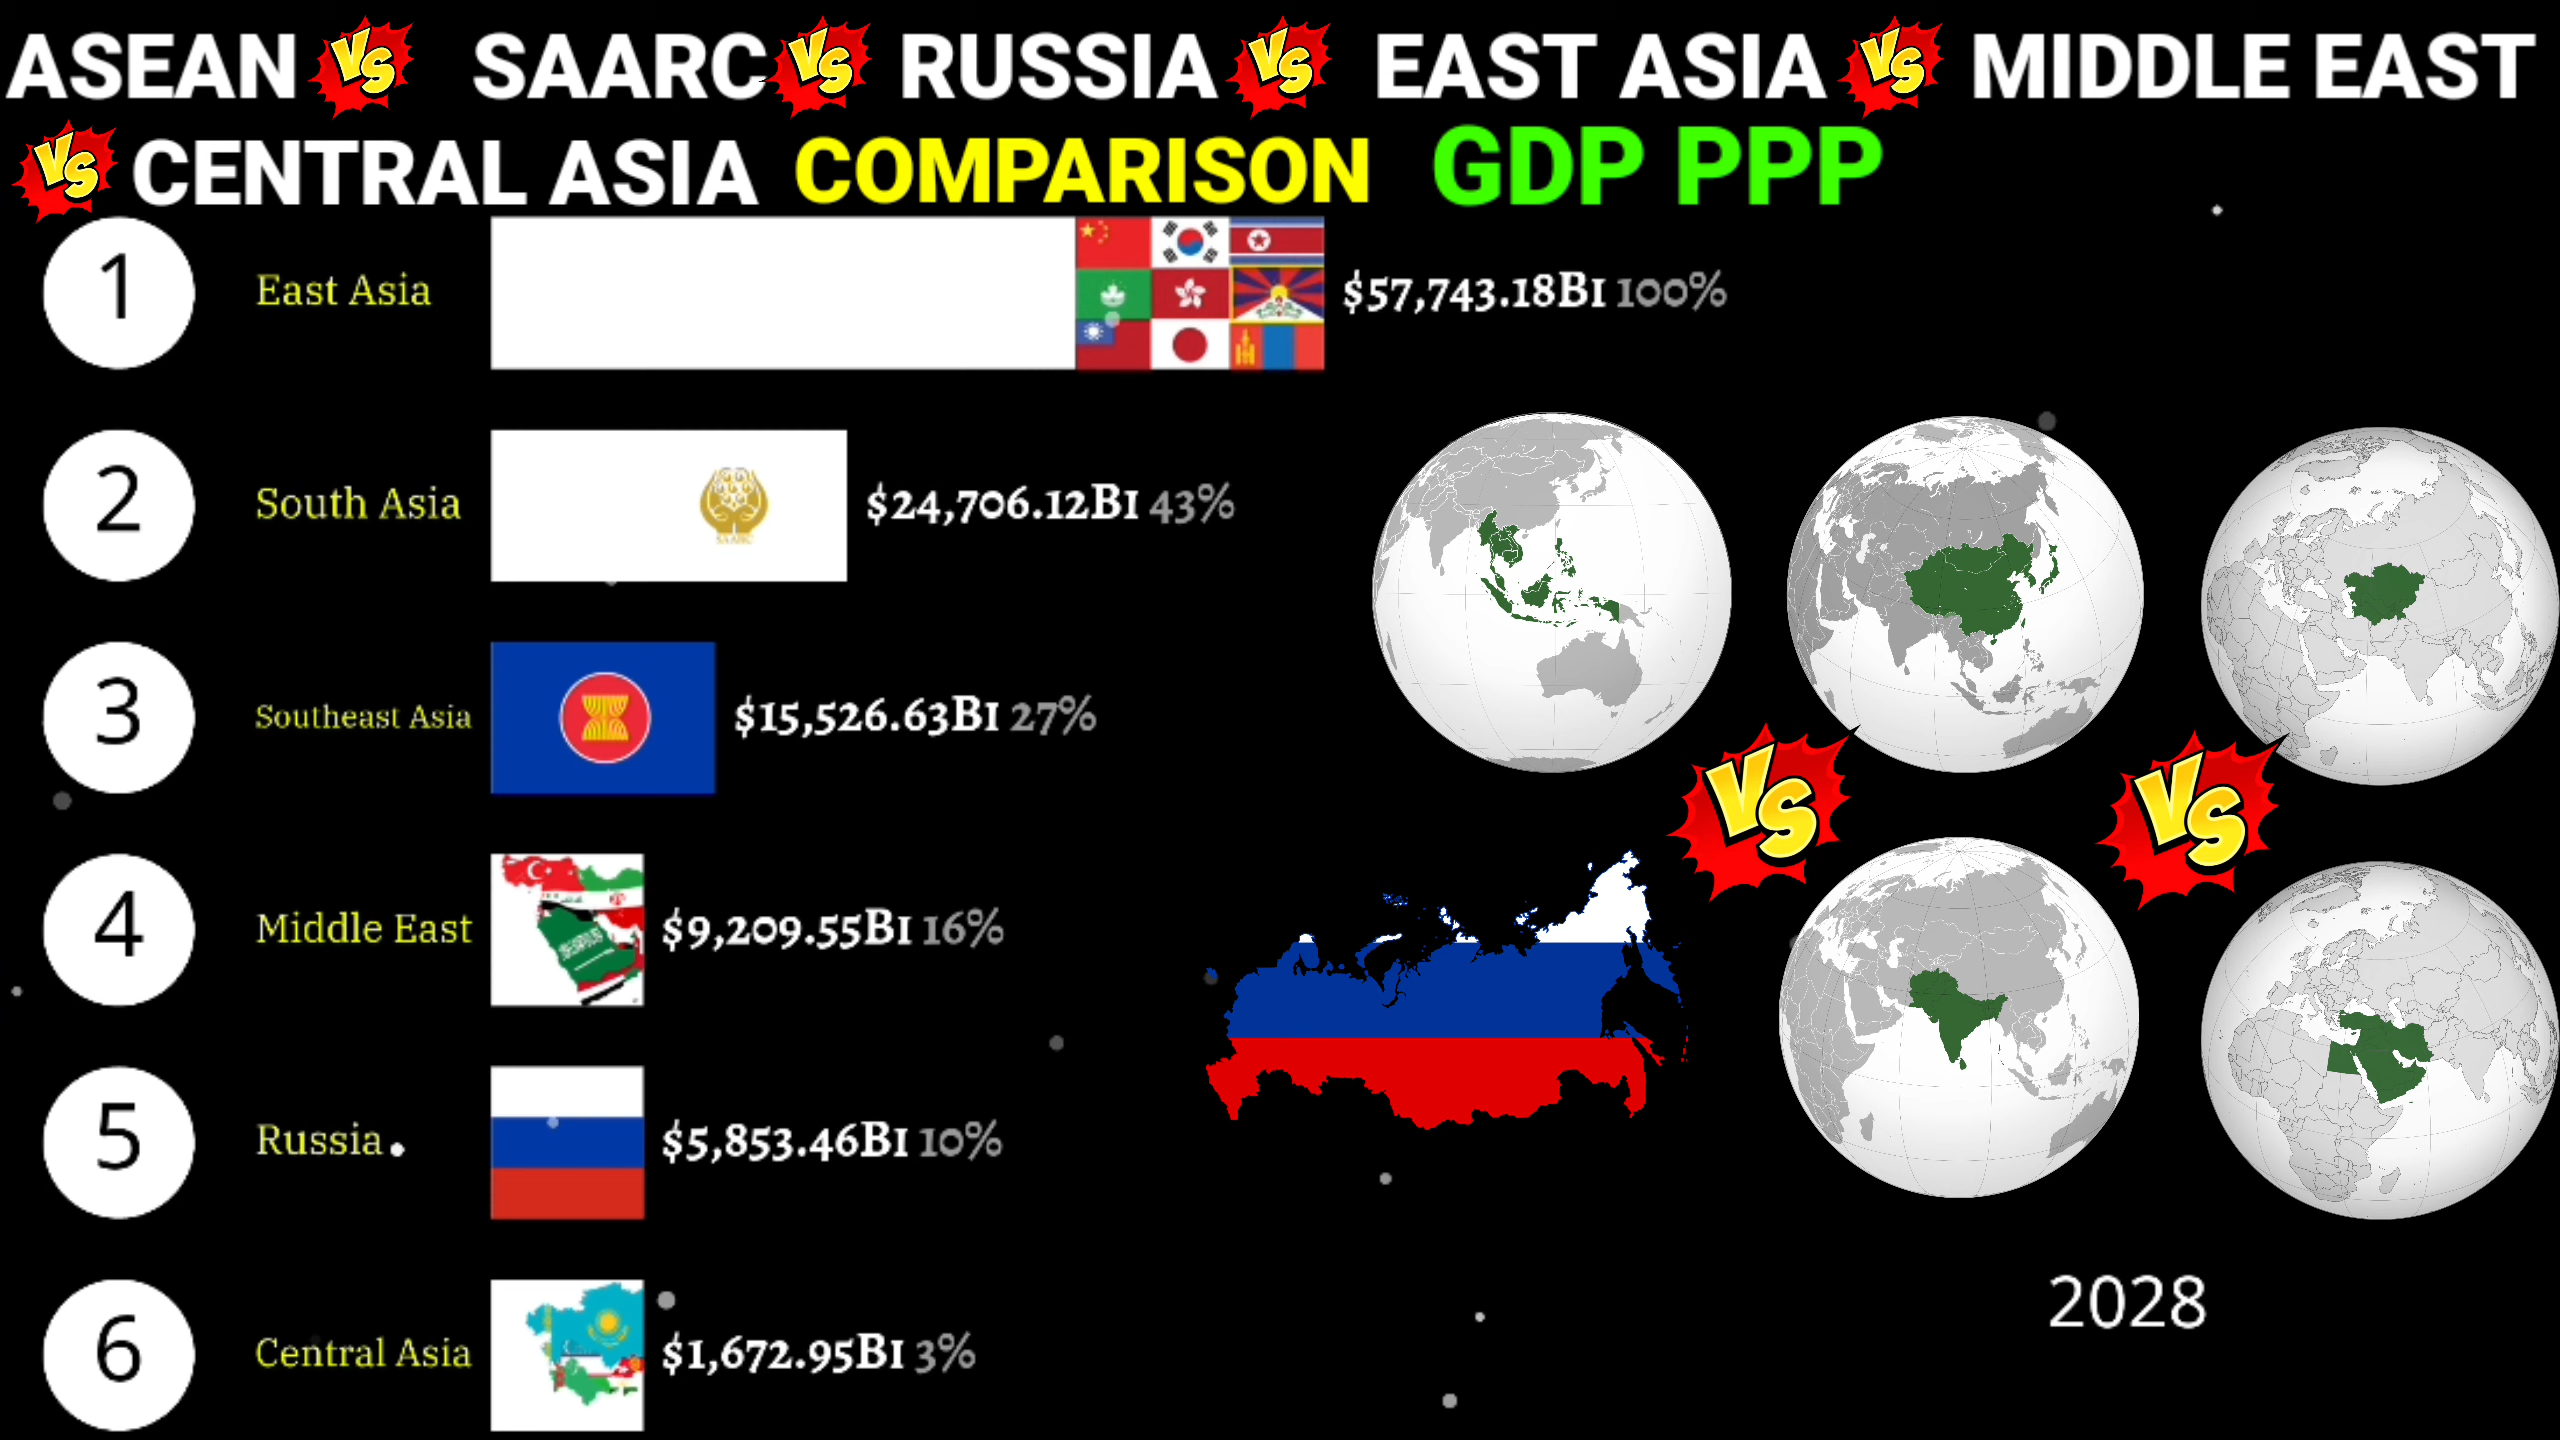 ASEAN VS SAARC VS RUSSIA VS EAST ASIA VS MIDDLE EAST
VS CENTRAL ASIA COMPARISON GDP PPP
1 East Asia $57,743.18BI 100%
2 South Asia SAARC $24,706.12BI 43%
3 Southeast Asia $15,526.63BI 27%
VS VS
4 Middle East $9,209.55BI 16%
5 Russia $5,853.46BI 10%
2028
6 Central Asia $1,672.95BI 3%